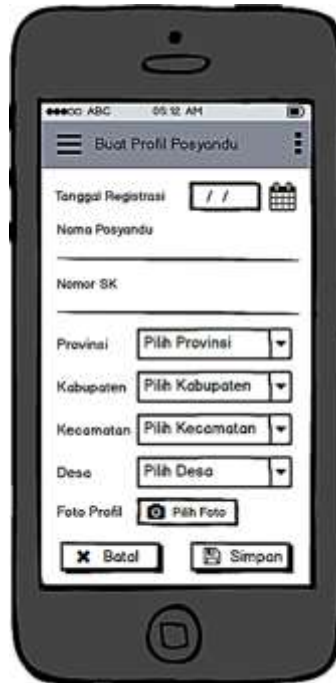 ABC 05:12 AM
Buat Profil Posyandu
Tanggal Registrasi / /
Nama Posyandu
Nomor SK
Provinsi Pilih Provinsi
Kabupaten Pilih Kabupaten
Kecamatan Pilih Kecamatan
Desa Pilih Desa
Foto Profil Pilih Foto
Batal Simpan